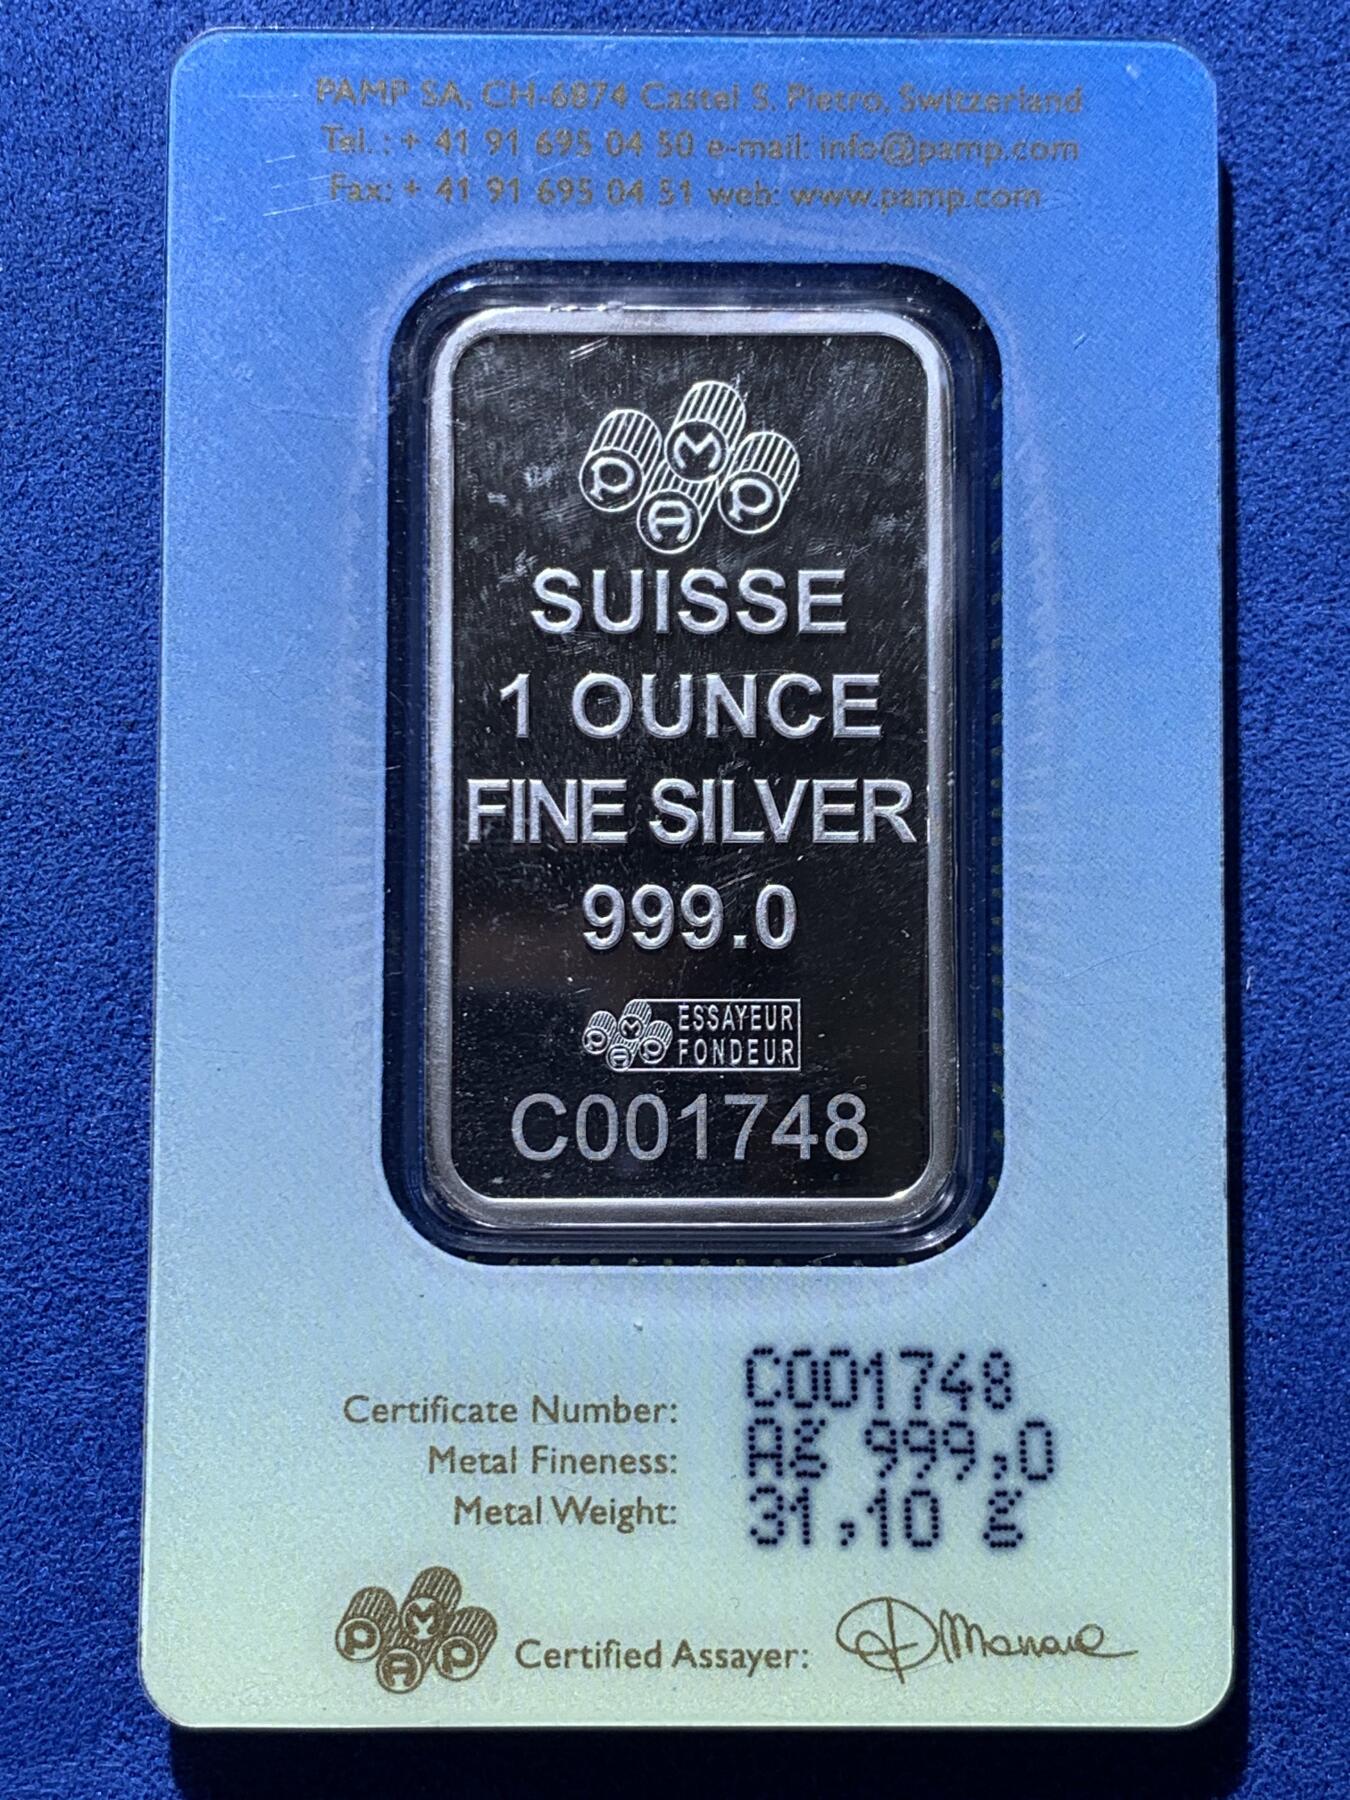 PAMP SA, CH-6874 Castel S. Pietro, Switzerland
Tel. : + 41 91 695 04 50 e-mail: info@pamp.com
Fax: + 41 91 695 04 51 web: www.pamp.com
PAMP
SUISSE
1 OUNCE
FINE SILVER
999.0
PAMP ESSAYEUR
FONDEUR
C001748
Certificate Number: C001748
Metal Fineness: Ag 999,0
Metal Weight: 31,10 g
PAMP Certified Assayer: